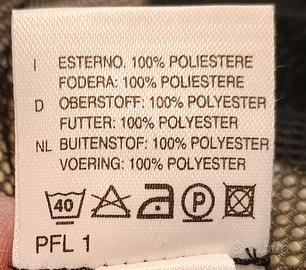 I ESTERNO. 100% POLIESTERE
FODERA: 100% POLIESTERE
D OBERSTOFF: 100% POLYESTER
FUTTER: 100% POLYESTER
NL BUITENSTOF: 100% POLYESTER
VOERING: 100% POLYESTER
40 P
PFL 1